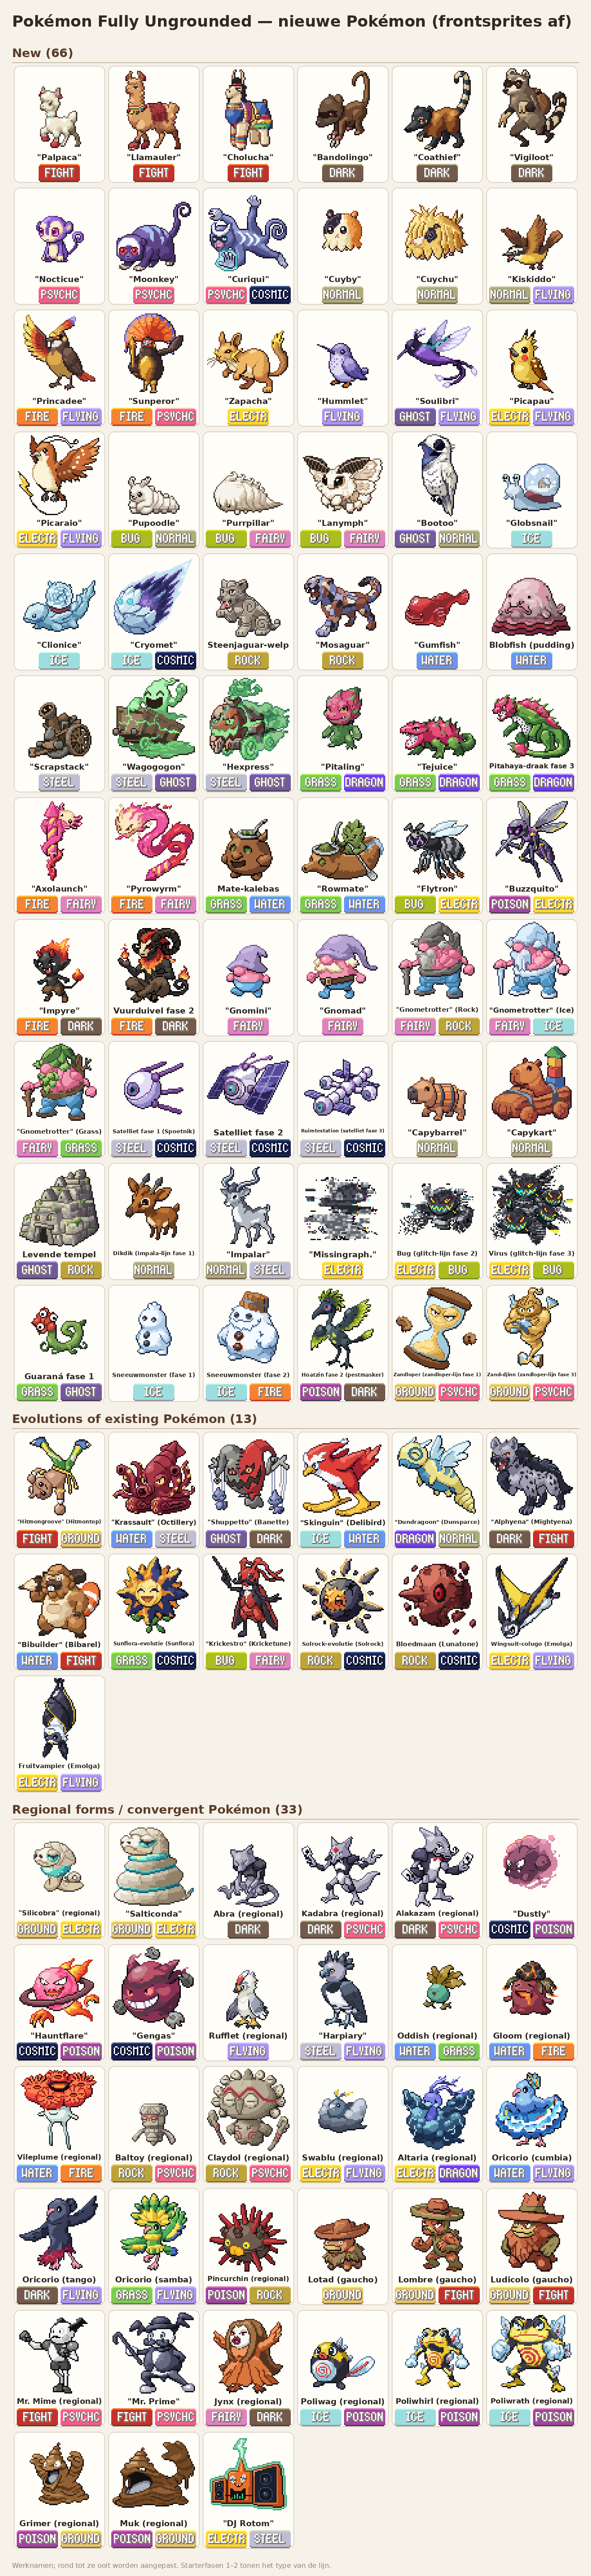 Pokémon Fully Ungrounded — nieuwe Pokémon (frontsprites af)
New (66)
"Palpaca" "Llamauler" "Cholucha" "Bandolingo" "Coathief" "Vigiloot"
FIGHT FIGHT FIGHT DARK DARK DARK
"Nocticue" "Moonkey" "Curiqui" "Cuyby" "Cuychu" "Kiskiddo"
PSYCHC PSYCHC PSYCHC COSMIC NORMAL NORMAL NORMAL FLYING
"Princadee" "Sunperor" "Zapacha" "Hummlet" "Soulibri" "Picapau"
FIRE FLYING FIRE PSYCHC ELECTR FLYING GHOST FLYING ELECTR FLYING
"Picaraio" "Pupoodle" "Purrpillar" "Lanymph" "Bootoo" "Globsnail"
ELECTR FLYING BUG NORMAL BUG FAIRY BUG FAIRY GHOST NORMAL ICE
"Clionice" "Cryomet" Steenjaguar-welp "Mosaguar" "Gumfish" Blobfish (pudding)
ICE ICE COSMIC ROCK ROCK WATER WATER
"Scrapstack" "Wagogogon" "Hexpress" "Pitaling" "Tejuice" Pitahaya-draak fase 3
STEEL STEEL GHOST STEEL GHOST GRASS DRAGON GRASS DRAGON GRASS DRAGON
"Axolaunch" "Pyrowyrm" Mate-kalebas "Rowmate" "Flytron" "Buzzquito"
FIRE FAIRY FIRE FAIRY GRASS WATER GRASS WATER BUG ELECTR POISON ELECTR
"Impyre" Vuurduivel fase 2 "Gnomini" "Gnomad" "Gnometrotter" (Rock) "Gnometrotter" (Ice)
FIRE DARK FIRE DARK FAIRY FAIRY FAIRY ROCK FAIRY ICE
"Gnometrotter" (Grass) Satelliet fase 1 (Spoetnik) Satelliet fase 2 Ruimtestation (satelliet fase 3) "Capybarrel" "Capykart"
FAIRY GRASS STEEL COSMIC STEEL COSMIC STEEL COSMIC NORMAL NORMAL
Levende tempel Dikdik (impala-lijn fase 1) "Impalar" "Missingraph." Bug (glitch-lijn fase 2) Virus (glitch-lijn fase 3)
GHOST ROCK NORMAL NORMAL STEEL ELECTR ELECTR BUG ELECTR BUG
Guaraná fase 1 Sneeuwmonster (fase 1) Sneeuwmonster (fase 2) Hoatzin fase 2 (pestmasker) Zandloper (zandloper-lijn fase 1) Zand-djinn (zandloper-lijn fase 3)
GRASS GHOST ICE ICE FIRE POISON DARK GROUND PSYCHC GROUND PSYCHC
Evolutions of existing Pokémon (13)
"Hitmongroove" (Hitmontop) "Krassault" (Octillery) "Shuppetto" (Banette) "Skinguin" (Delibird) "Dundragoon" (Dunsparce) "Alphyena" (Mightyena)
FIGHT GROUND WATER STEEL GHOST DARK ICE WATER DRAGON NORMAL DARK FIGHT
"Bibuilder" (Bibarel) Sunflora-evolutie (Sunflora) "Krickestro" (Kricketune) Solrock-evolutie (Solrock) Bloedmaan (Lunatone) Wingsuit-colugo (Emolga)
WATER FIGHT GRASS COSMIC BUG FAIRY ROCK COSMIC ROCK COSMIC ELECTR FLYING
Fruitvampier (Emolga)
ELECTR FLYING
Regional forms / convergent Pokémon (33)
"Silicobra" (regional) "Salticonda" Abra (regional) Kadabra (regional) Alakazam (regional) "Dustly"
GROUND ELECTR GROUND ELECTR DARK DARK PSYCHC DARK PSYCHC COSMIC POISON
"Hauntflare" "Gengas" Rufflet (regional) "Harpiary" Oddish (regional) Gloom (regional)
COSMIC POISON COSMIC POISON FLYING STEEL FLYING WATER GRASS WATER FIRE
Vileplume (regional) Baltoy (regional) Claydol (regional) Swablu (regional) Altaria (regional) Oricorio (cumbia)
WATER FIRE ROCK PSYCHC ROCK PSYCHC ELECTR FLYING ELECTR DRAGON WATER FLYING
Oricorio (tango) Oricorio (samba) Pincurchin (regional) Lotad (gaucho) Lombre (gaucho) Ludicolo (gaucho)
DARK FLYING GRASS FLYING POISON ROCK GROUND GROUND FIGHT GROUND FIGHT
Mr. Mime (regional) "Mr. Prime" Jynx (regional) Poliwag (regional) Poliwhirl (regional) Poliwrath (regional)
FIGHT PSYCHC FIGHT PSYCHC FAIRY DARK ICE POISON ICE POISON ICE POISON
Grimer (regional) Muk (regional) "DJ Rotom"
POISON GROUND POISON GROUND ELECTR STEEL
Werknamen; rond tot ze ooit worden aangepast. Starterfasen 1–2 tonen het type van de lijn.